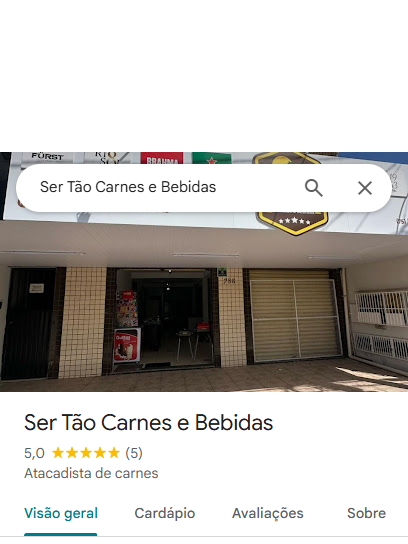 FÜRST
BRAHMA
Ser Tão Carnes e Bebidas
266
Ser Tão Carnes e Bebidas
5,0 ★★★★★ (5)
Atacadista de carnes
Visão geral Cardápio Avaliações Sobre